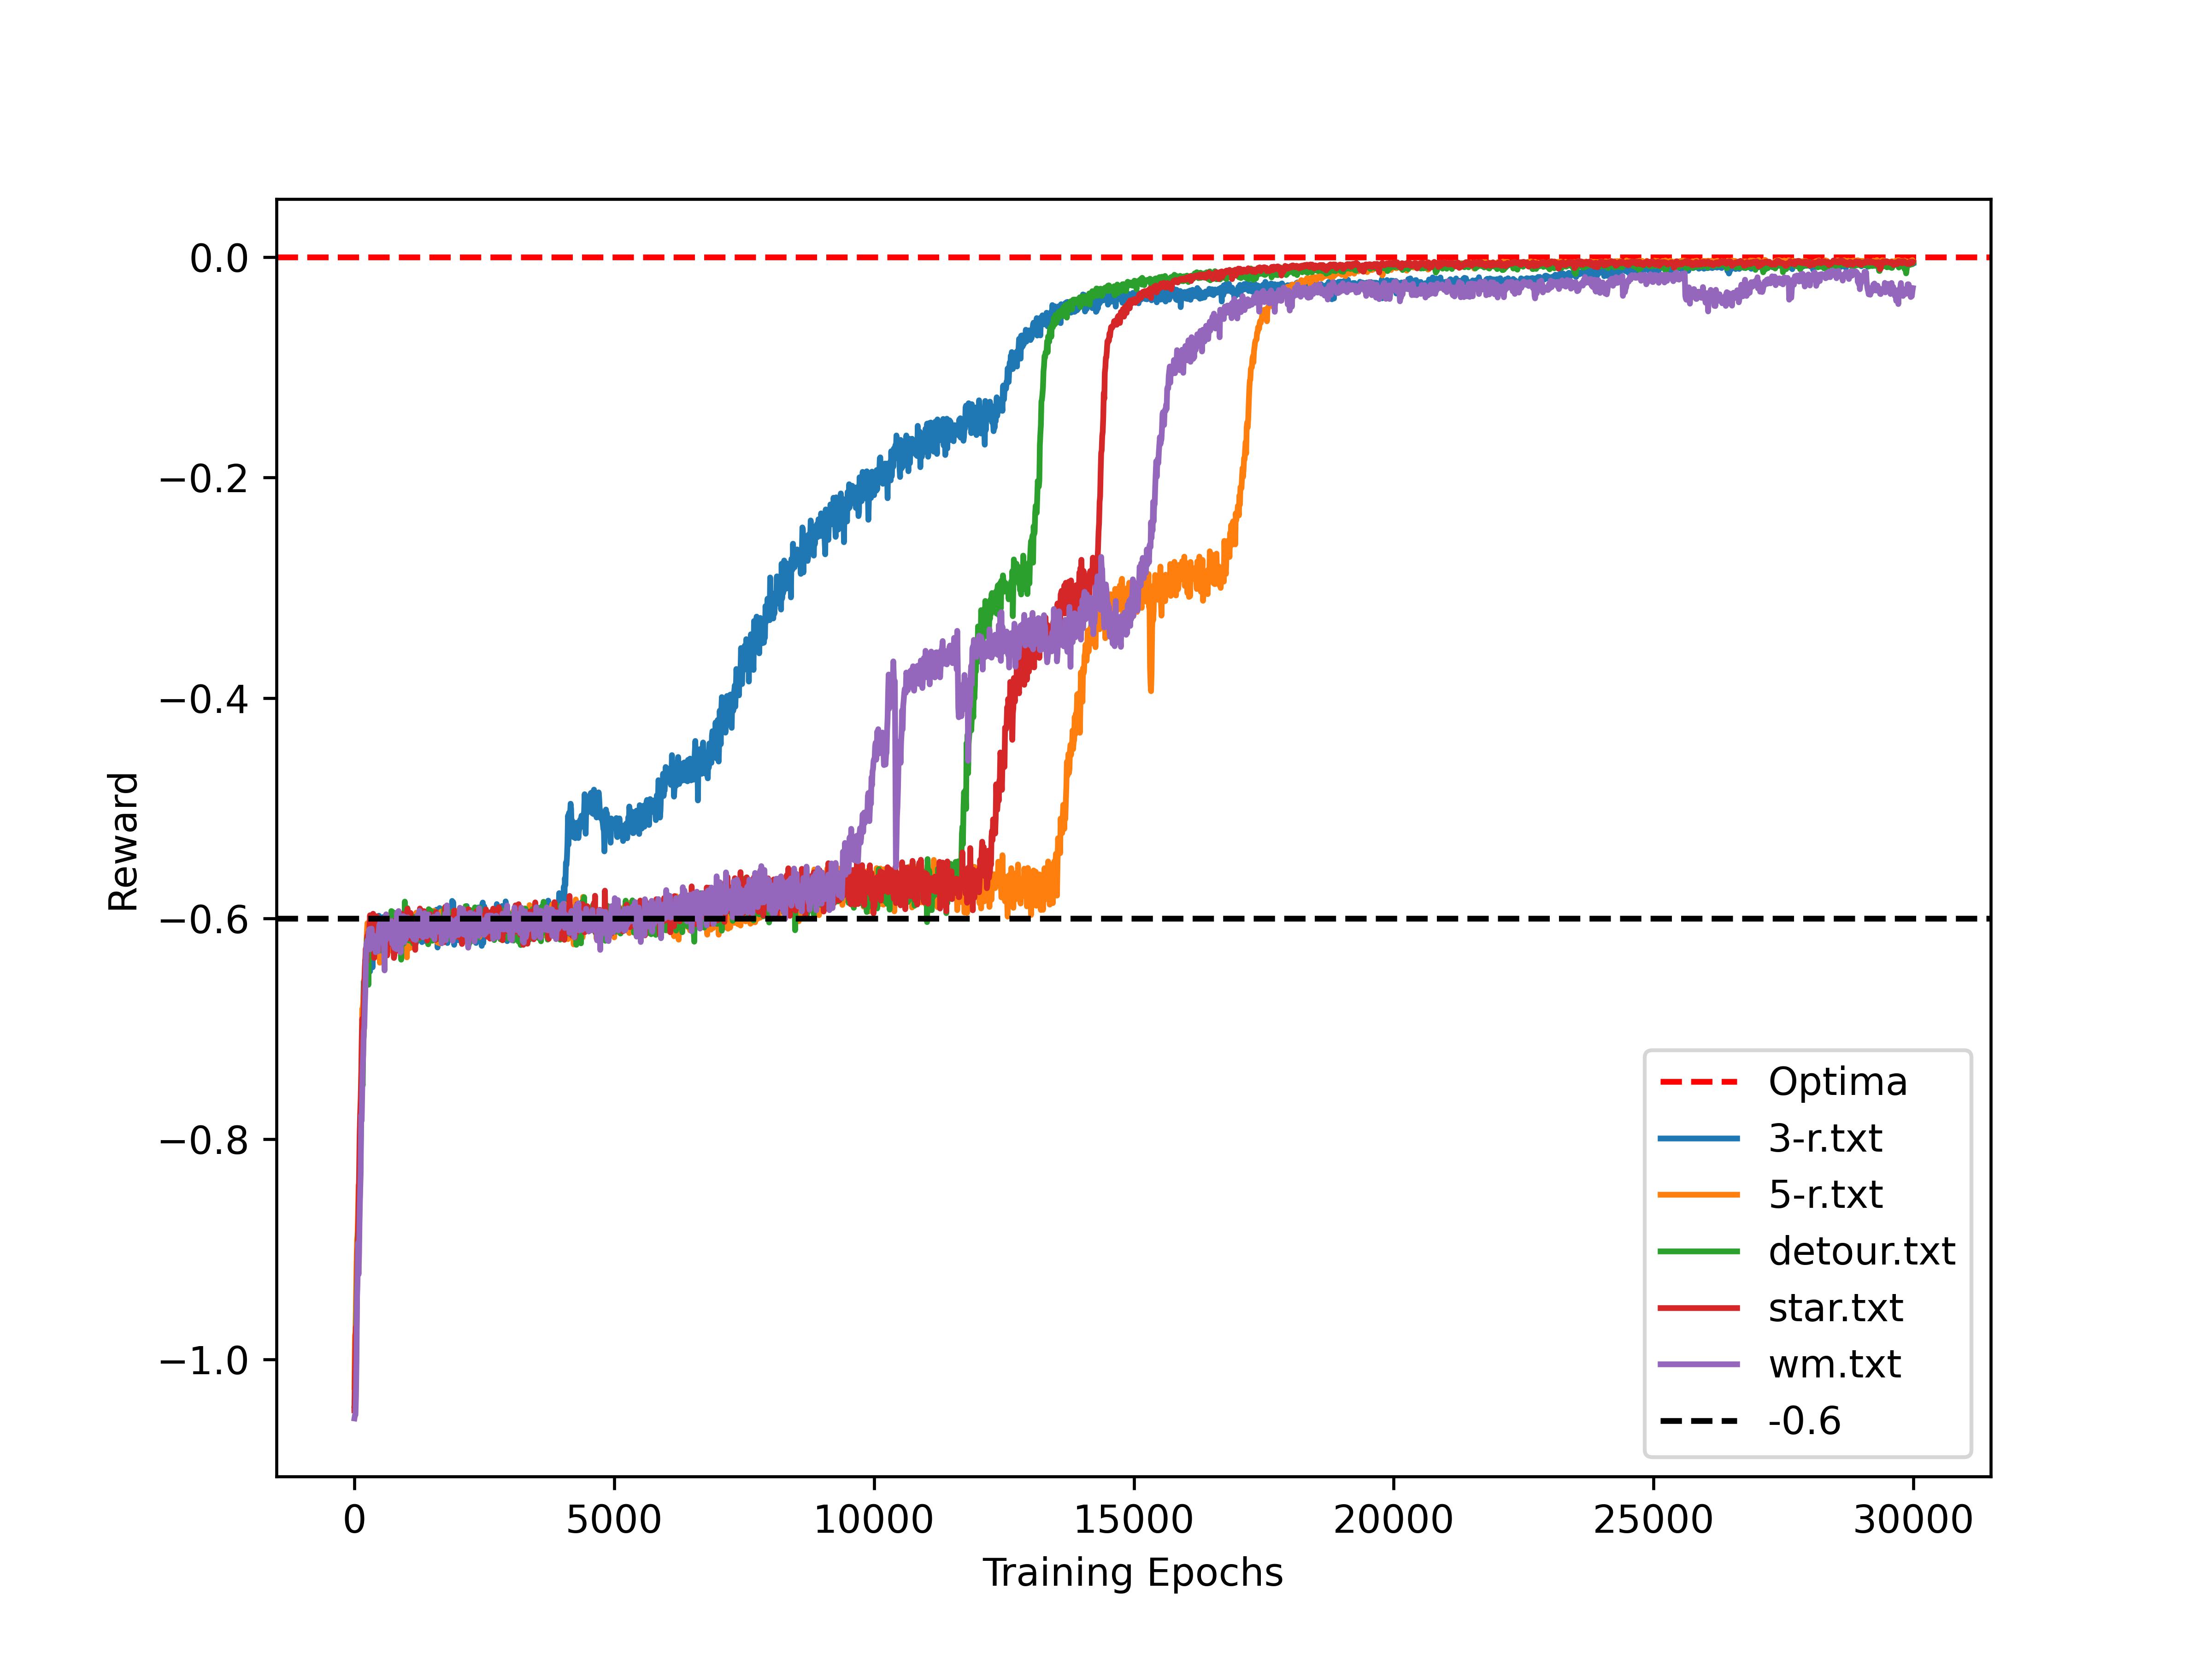 0.0
−0.2
−0.4
−0.6
−0.8
−1.0
Reward
0 5000 10000 15000 20000 25000 30000
Training Epochs
Optima
3-r.txt
5-r.txt
detour.txt
star.txt
wm.txt
-0.6